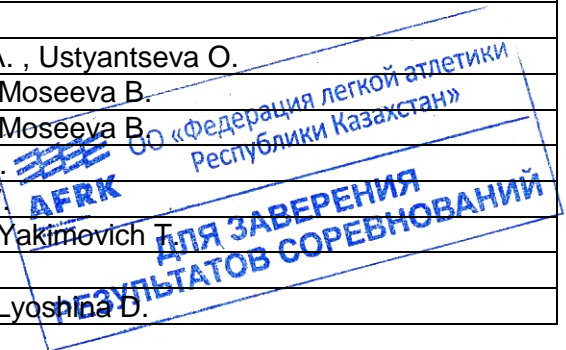 A. , Ustyantseva O.
Moseeva B.
Moseeva B.
.
.
Yakimovich T.
Lyoshina D.
ОО «Федерация легкой атлетики
Республики Казахстан»
AFRK
ДЛЯ ЗАВЕРЕНИЯ
РЕЗУЛЬТАТОВ СОРЕВНОВАНИЙ